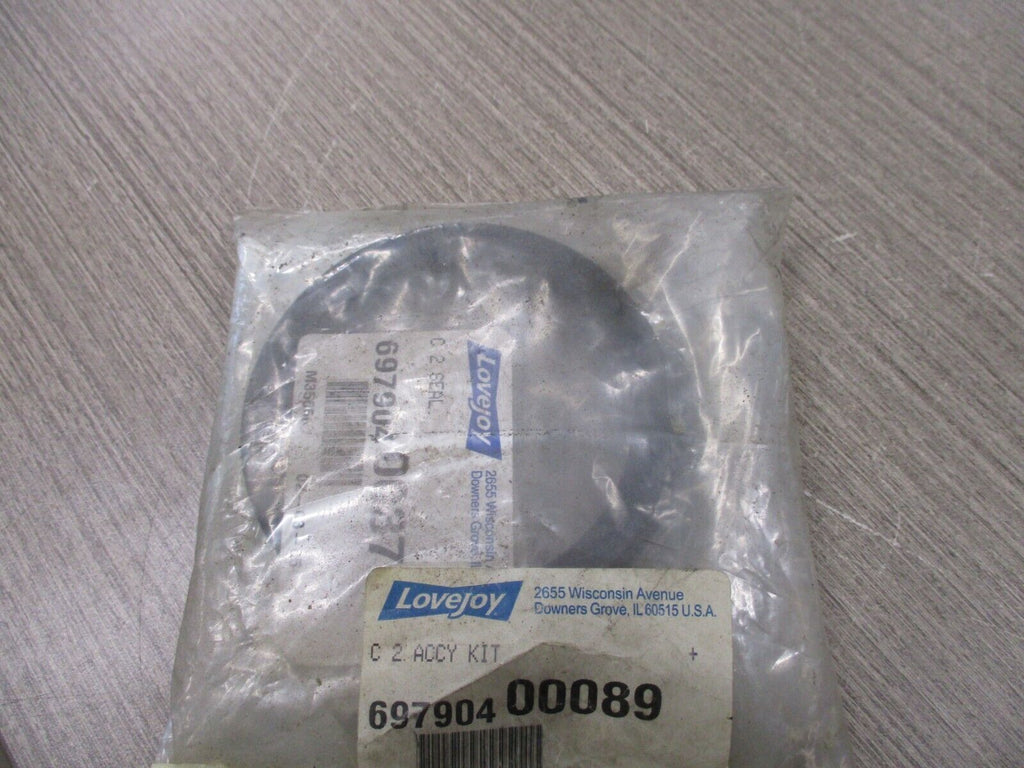 Lovejoy
2655 Wisconsin Avenue
Downers Grove, IL 60515 U.S.A.
C 2 ACCY KIT +
697904 00089
Lovejoy
2655 Wisconsin
Downers Grove
C 2 SEAL
697904